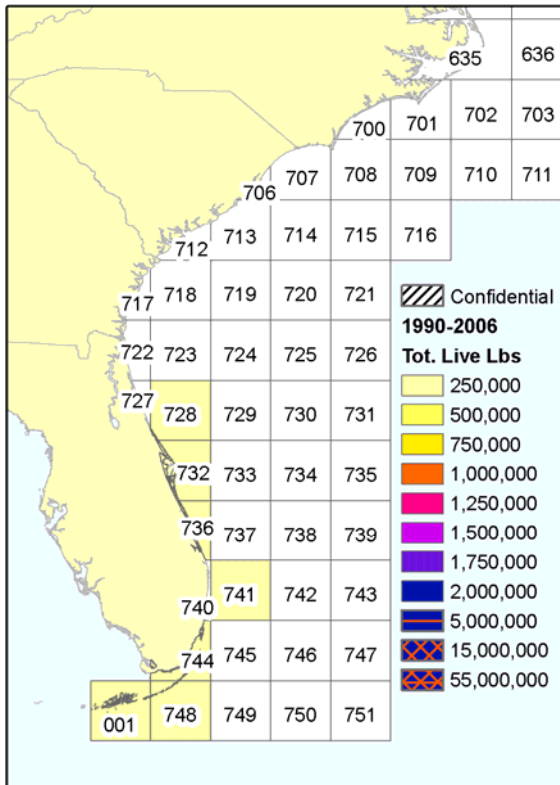 635 636
700 701 702 703
706 707 708 709 710 711
712 713 714 715 716
717 718 719 720 721
722 723 724 725 726
727 728 729 730 731
732 733 734 735
736 737 738 739
740 741 742 743
744 745 746 747
001 748 749 750 751
Confidential
1990-2006
Tot. Live Lbs
250,000
500,000
750,000
1,000,000
1,250,000
1,500,000
1,750,000
2,000,000
5,000,000
15,000,000
55,000,000